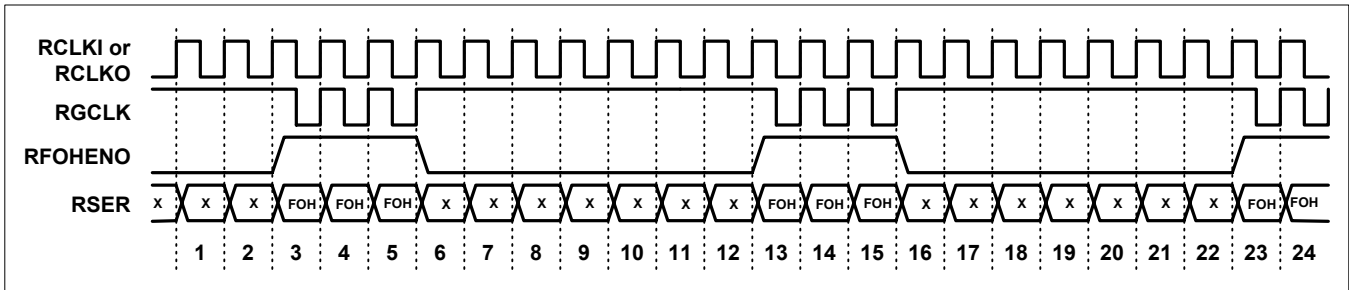 RCLKI or
RCLKO
RGCLK
RFOHENO
RSER X X X FOH FOH FOH X X X X X X X FOH FOH FOH X X X X X X X FOH FOH
1 2 3 4 5 6 7 8 9 10 11 12 13 14 15 16 17 18 19 20 21 22 23 24